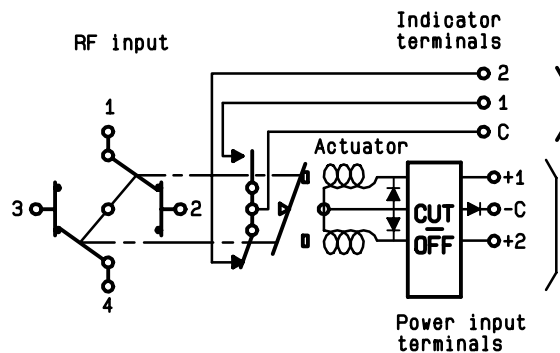 Indicator
terminals
RF input
2
1
C
1
Actuator
3
2
CUT
OFF
+1
-C
+2
4
Power input
terminals